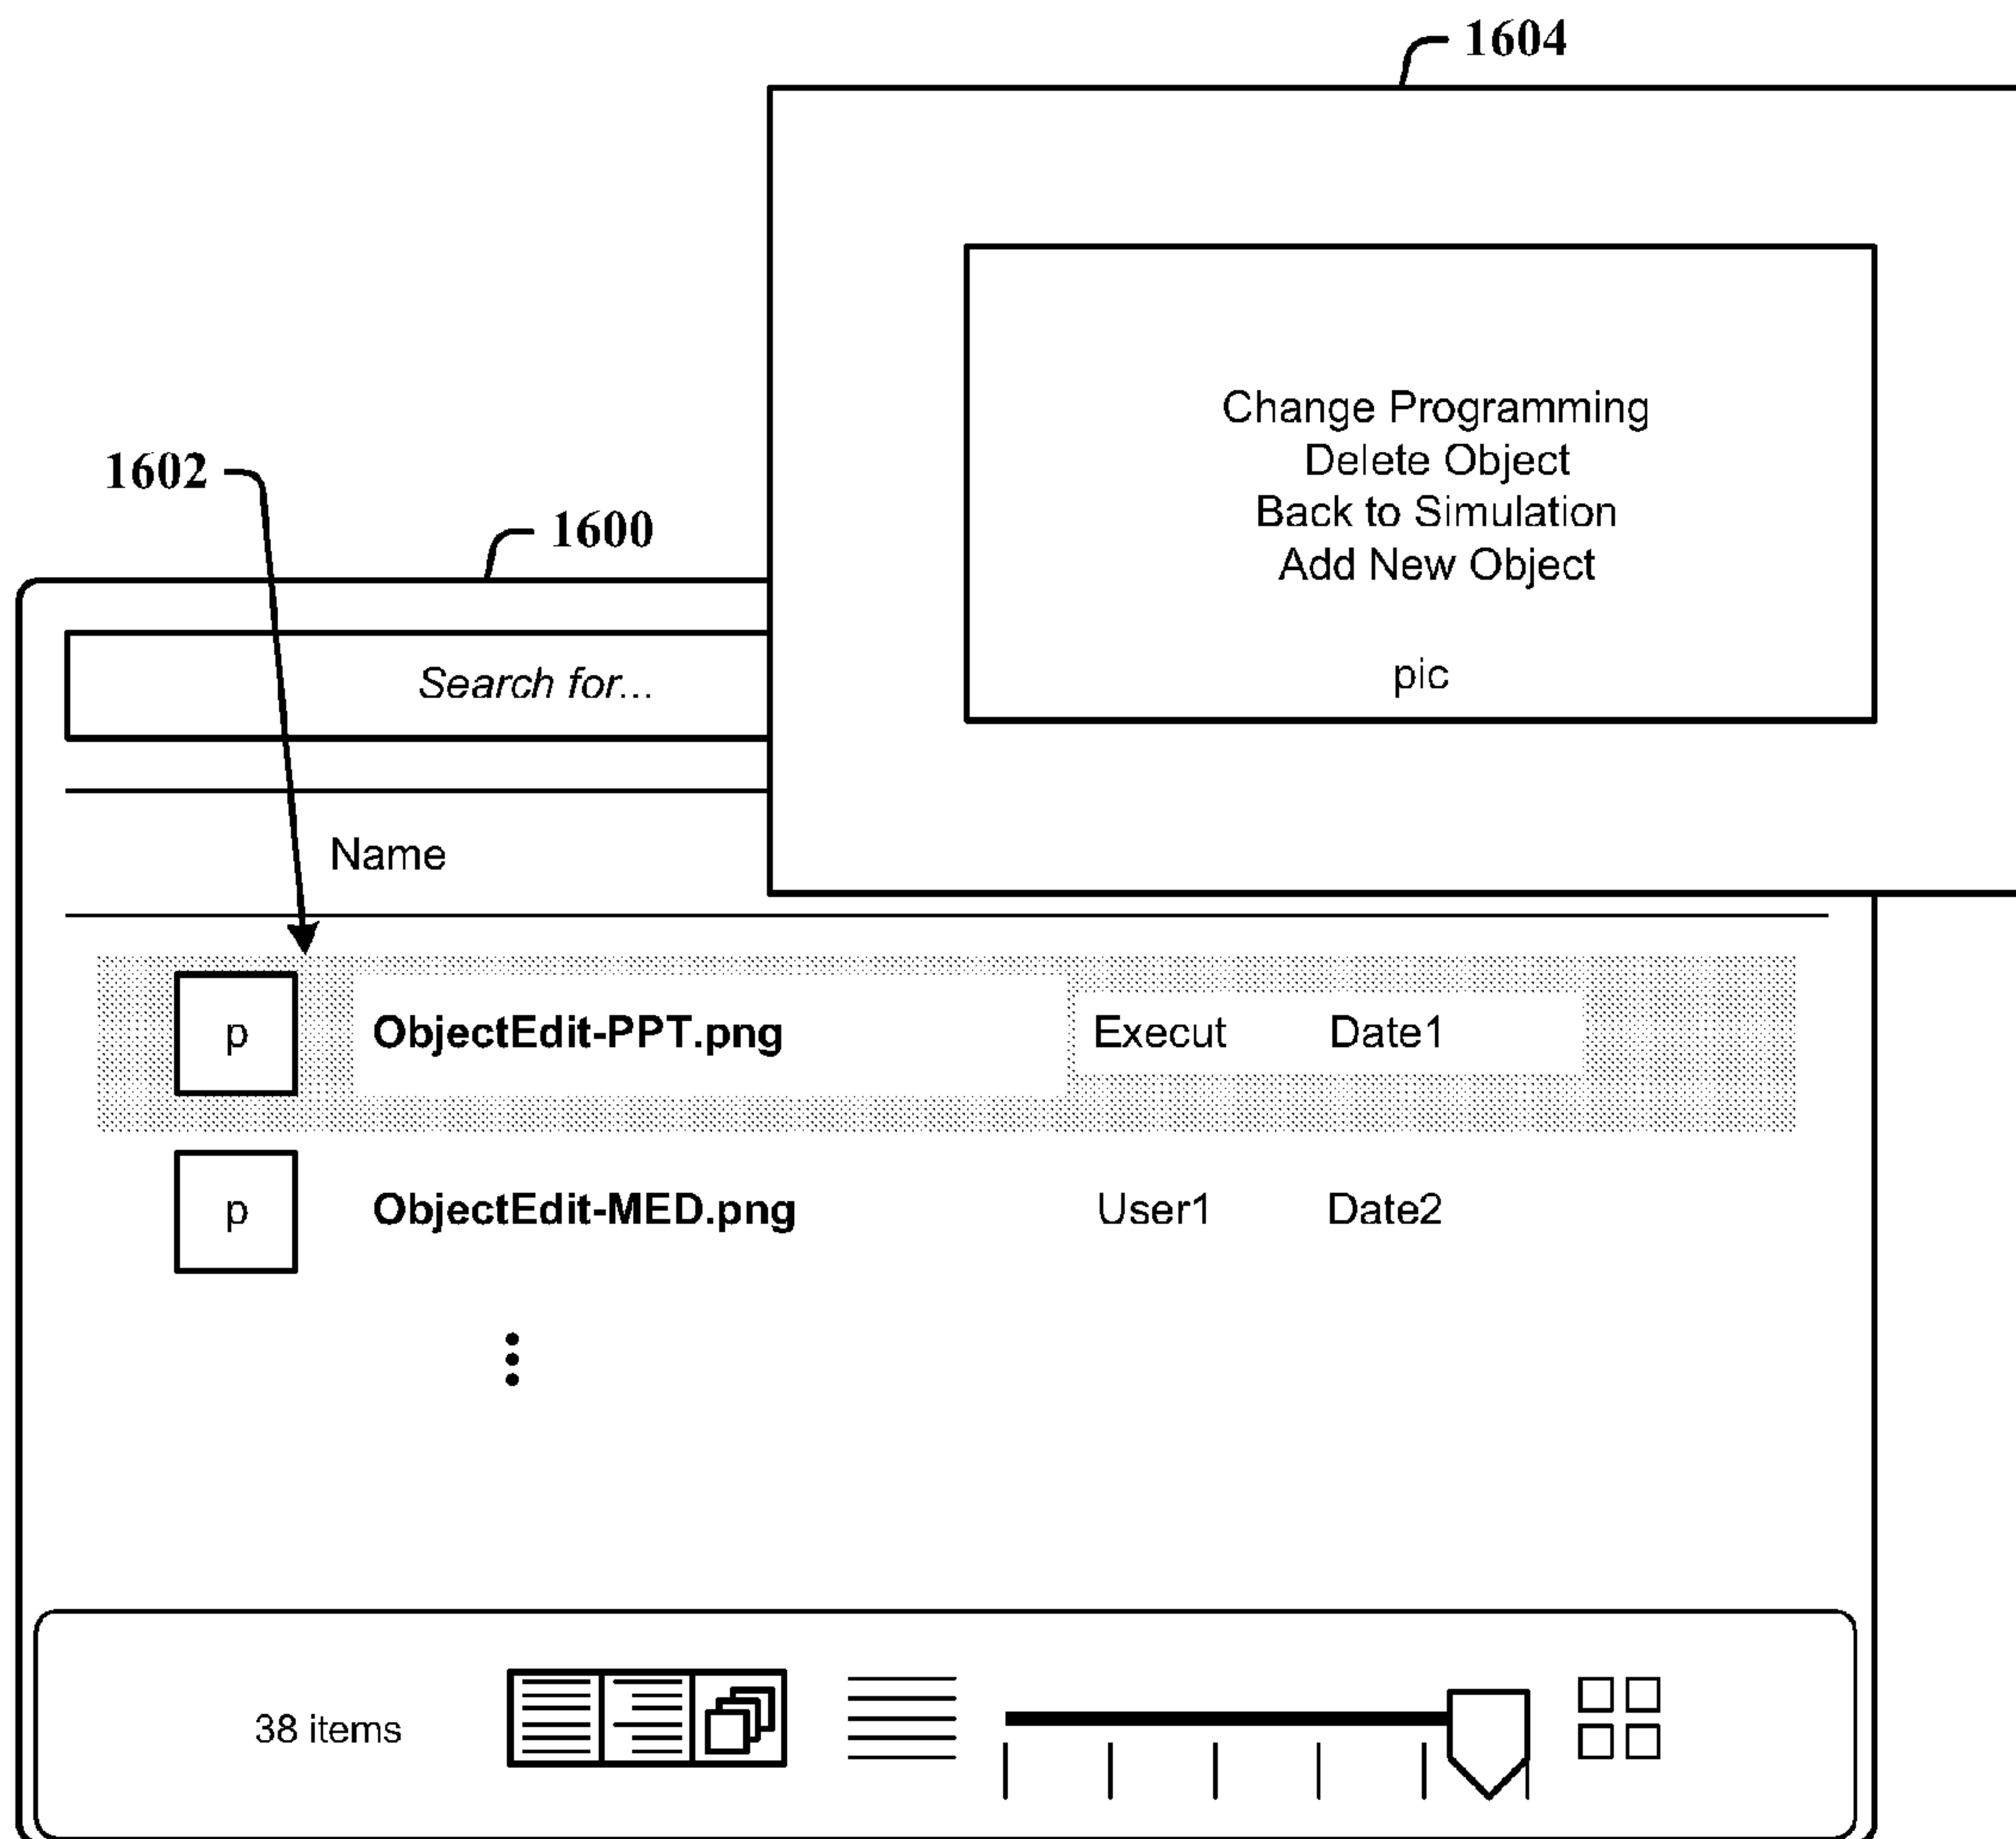 1604
Change Programming
Delete Object
Back to Simulation
Add New Object
pic
1602
1600
Search for...
Name
p ObjectEdit-PPT.png Execut Date1
p ObjectEdit-MED.png User1 Date2
38 items